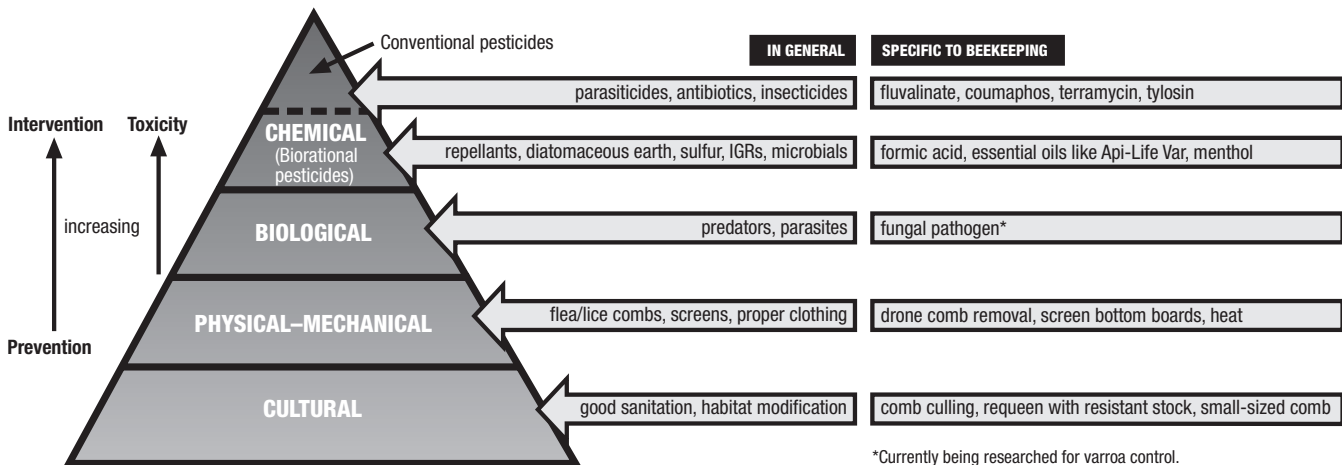 Conventional pesticides
IN GENERAL
SPECIFIC TO BEEKEEPING
parasiticides, antibiotics, insecticides
fluvalinate, coumaphos, terramycin, tylosin
Intervention
Toxicity
CHEMICAL
(Biorational
pesticides)
repellants, diatomaceous earth, sulfur, IGRs, microbials
formic acid, essential oils like Api-Life Var, menthol
increasing
BIOLOGICAL
predators, parasites
fungal pathogen*
PHYSICAL–MECHANICAL
flea/lice combs, screens, proper clothing
drone comb removal, screen bottom boards, heat
Prevention
CULTURAL
good sanitation, habitat modification
comb culling, requeen with resistant stock, small-sized comb
*Currently being researched for varroa control.